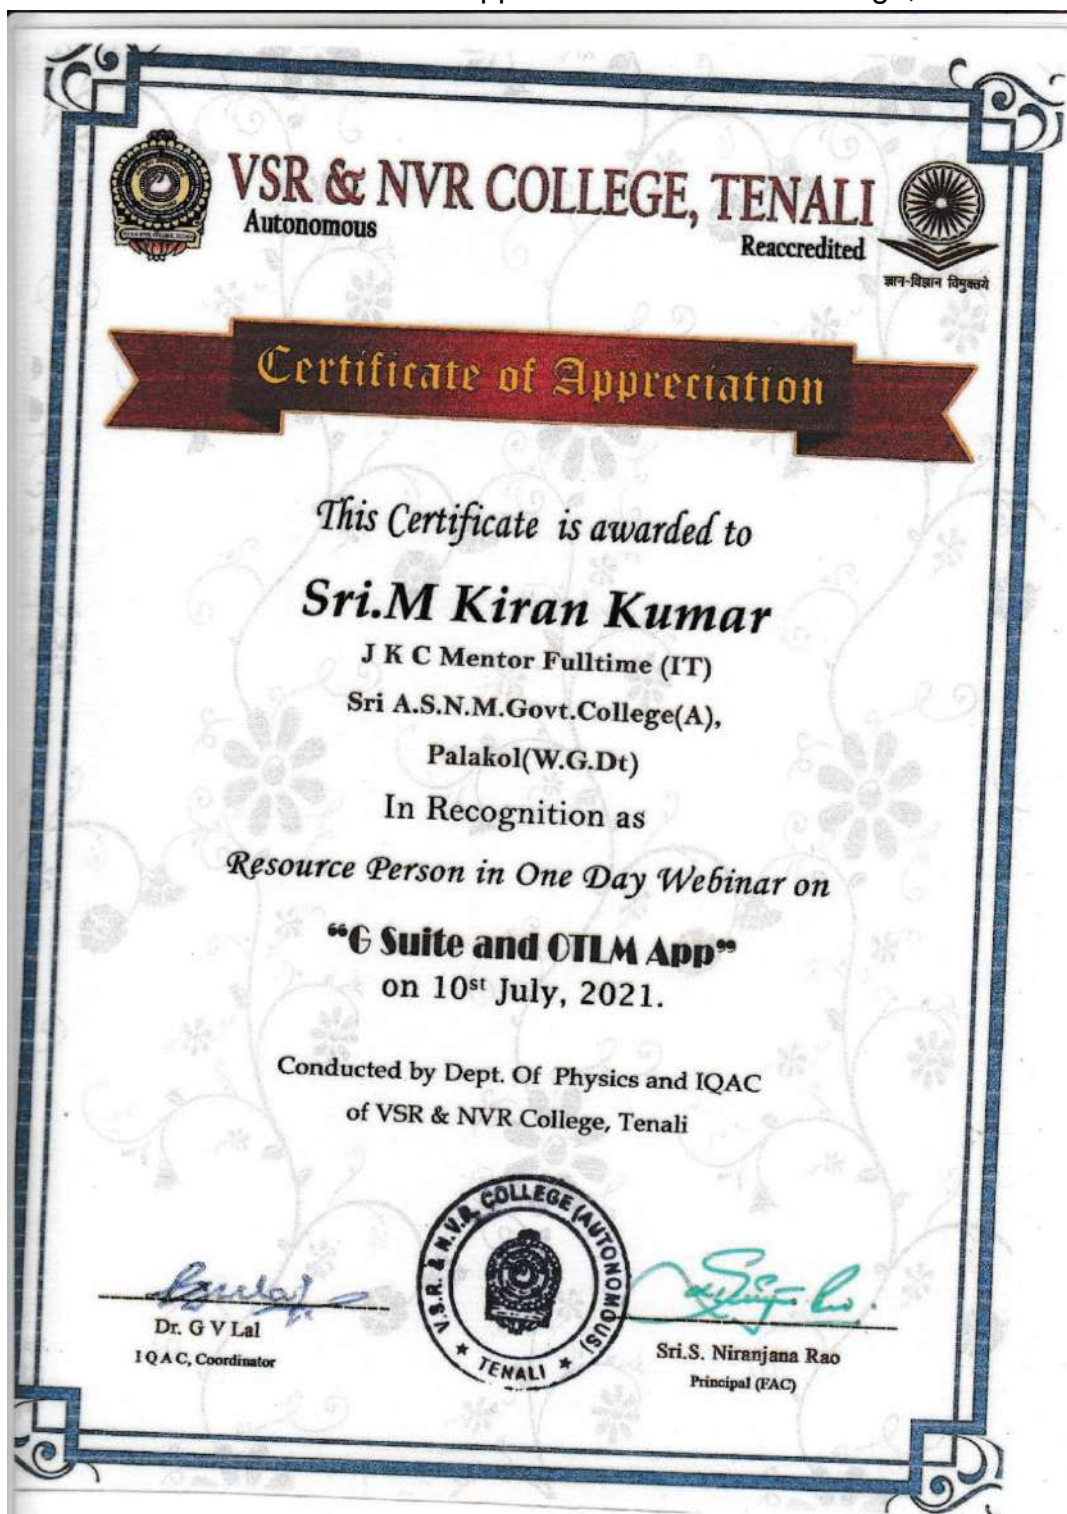 VSR & NVR COLLEGE, TENALI
Autonomous
Reaccredited
ज्ञान-विज्ञान विमुक्तये
Certificate of Appreciation
This Certificate is awarded to
Sri.M Kiran Kumar
J K C Mentor Fulltime (IT)
Sri A.S.N.M.Govt.College(A),
Palakol(W.G.Dt)
In Recognition as
Resource Person in One Day Webinar on
“G Suite and OTLM App”
on 10st July, 2021.
Conducted by Dept. Of Physics and IQAC
of VSR & NVR College, Tenali
V.S.R. & N.V.R. COLLEGE (AUTONOMOUS)
★ TENALI ★
Dr. G V Lal
I Q A C, Coordinator
Sri.S. Niranjana Rao
Principal (FAC)